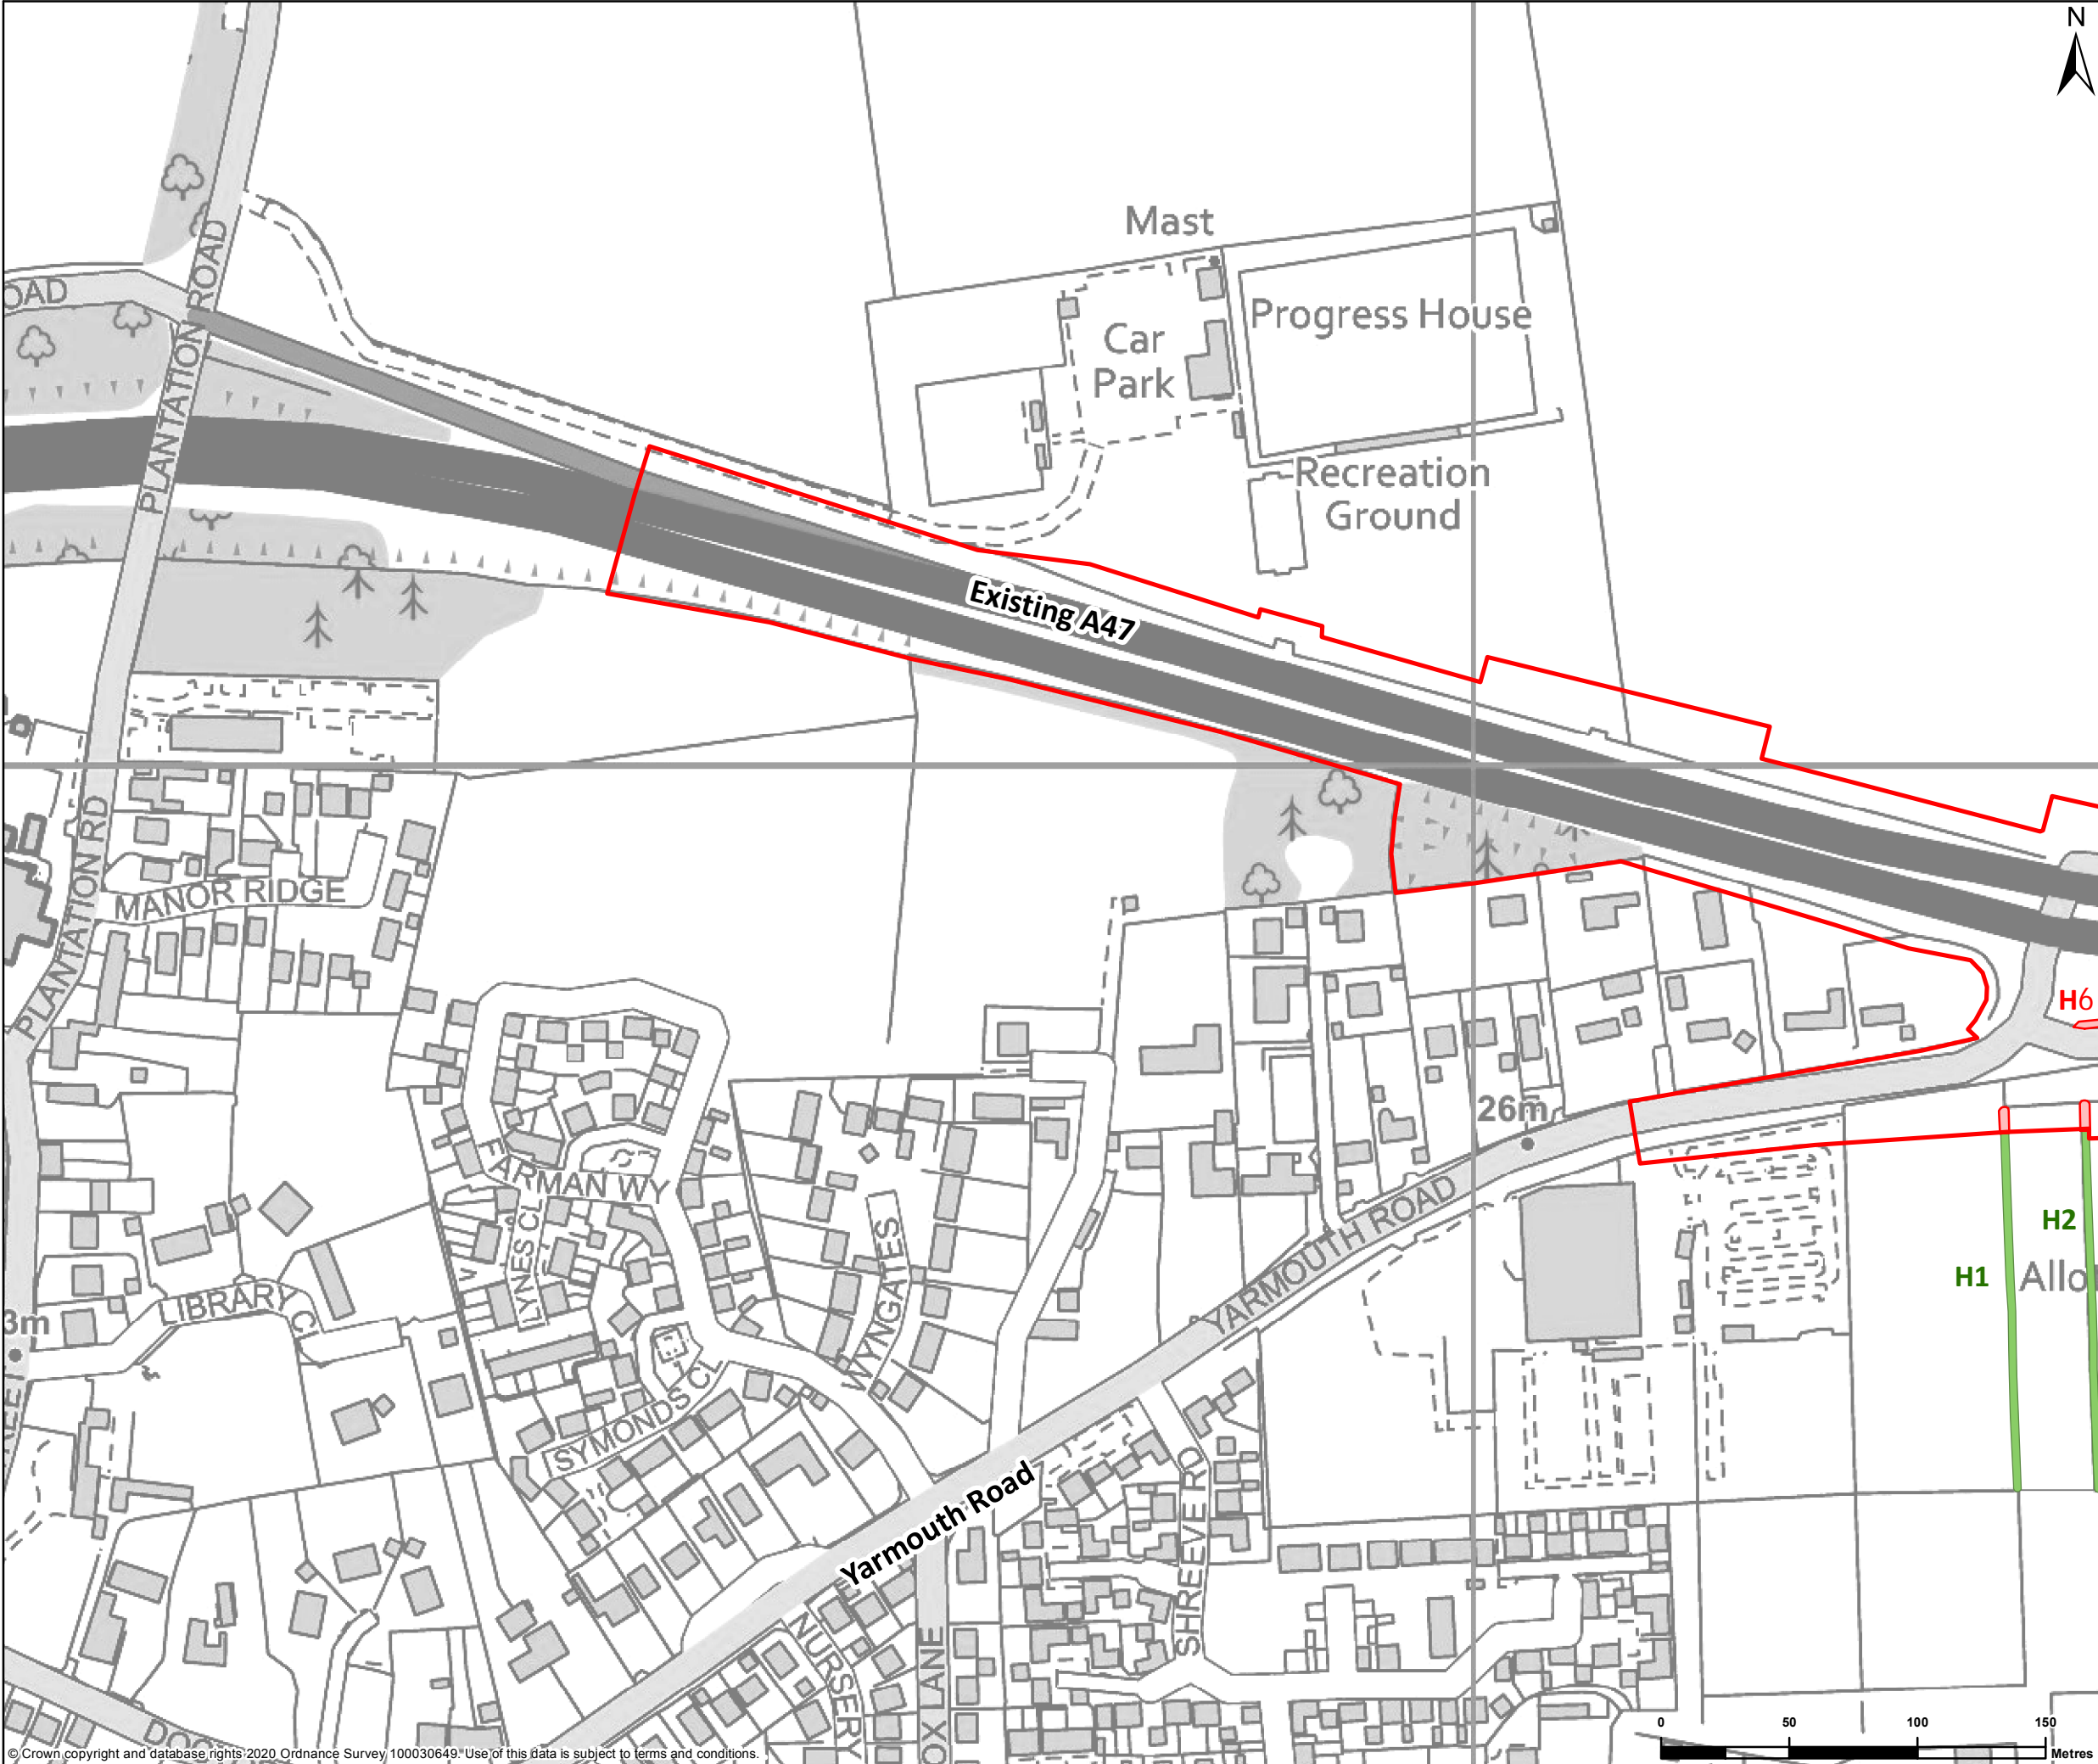 N
Mast
OAD
PLANTATION ROAD
Car
Park
Progress House
Recreation
Ground
Existing A47
PLANTATION RD
MANOR RIDGE
H6
26m
FARMAN WY
LYNES CL
WYNGATES
YARMOUTH ROAD
H2
H1
Allo
LIBRARY CL
3m
SYMONDS CL
Yarmouth Road
SHREEVE RD
NURSERY
OX LANE
0 50 100 150
Metres
© Crown copyright and database rights 2020 Ordnance Survey 100030649. Use of this data is subject to terms and conditions.